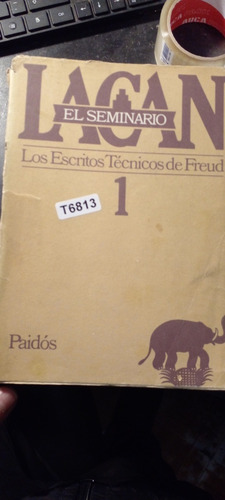 LACAN
EL SEMINARIO
Los Escritos Técnicos de Freud
1
T6813
Paidós